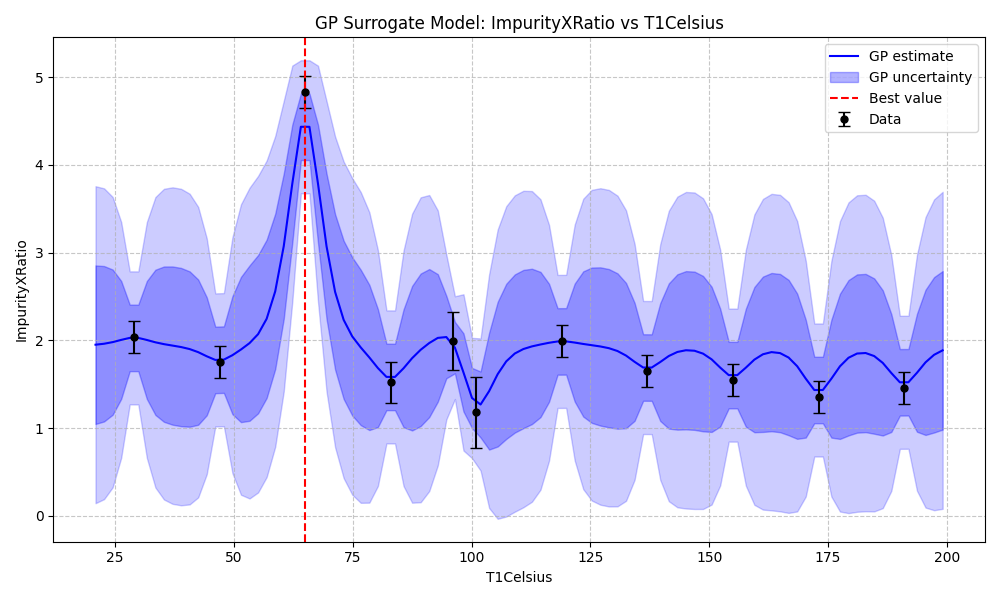 GP Surrogate Model: ImpurityXRatio vs T1Celsius
GP estimate
GP uncertainty
Best value
Data
ImpurityXRatio
5
4
3
2
1
0
25
50
75
100
125
150
175
200
T1Celsius